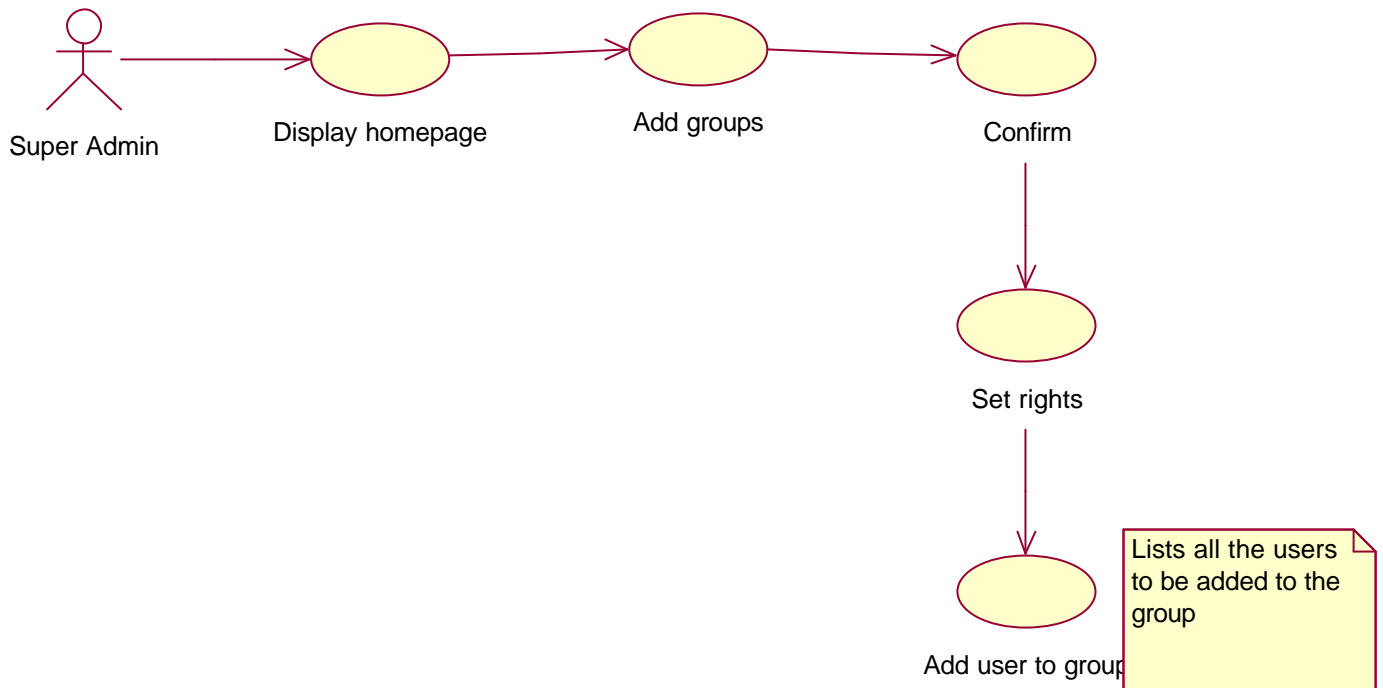 Super Admin
Display homepage
Add groups
Confirm
Set rights
Add user to group
Lists all the users
to be added to the
group